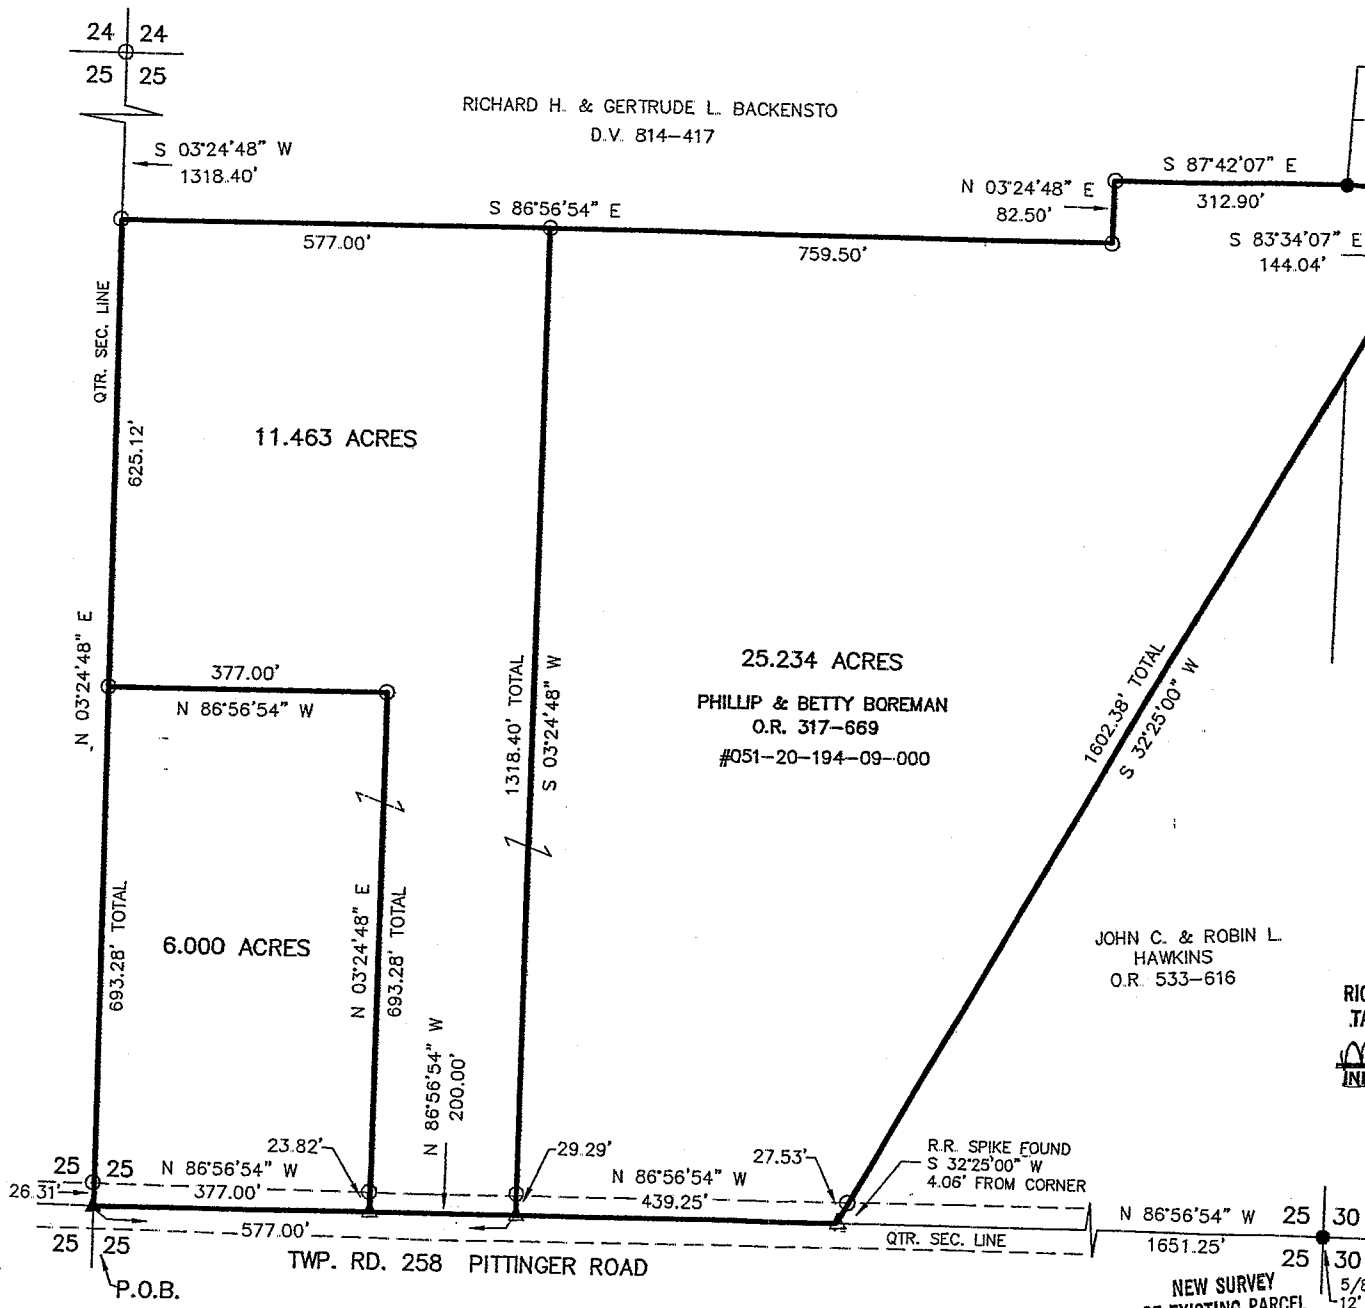 24 24
25 25
RICHARD H. & GERTRUDE L. BACKENSTO
D.V. 814-417
S 03°24'48" W
1318.40'
S 87°42'07" E
312.90'
N 03°24'48" E
82.50'
S 86°56'54" E
577.00'
759.50'
S 83°34'07" E
144.04'
QTR. SEC. LINE
625.12'
11.463 ACRES
N 03°24'48" E
377.00'
N 86°56'54" W
1318.40' TOTAL
S 03°24'48" W
25.234 ACRES
PHILLIP & BETTY BOREMAN
O.R. 317-669
#051-20-194-09-000
1602.38' TOTAL
S 32°25'00" W
693.28' TOTAL
6.000 ACRES
N 03°24'48" E
693.28' TOTAL
JOHN C. & ROBIN L.
HAWKINS
O.R. 533-616
N 86°56'54" W
200.00'
23.82'
29.29'
27.53'
R.R. SPIKE FOUND
S 32°25'00" W
4.06' FROM CORNER
25 25
N 86°56'54" W
377.00'
26.31'
N 86°56'54" W
439.25'
577.00'
25 25
QTR. SEC. LINE
N 86°56'54" W
1651.25'
25 30
25 30
TWP. RD. 258 PITTINGER ROAD
P.O.B.
NEW SURVEY
EXISTING PARCEL
5/8
12'